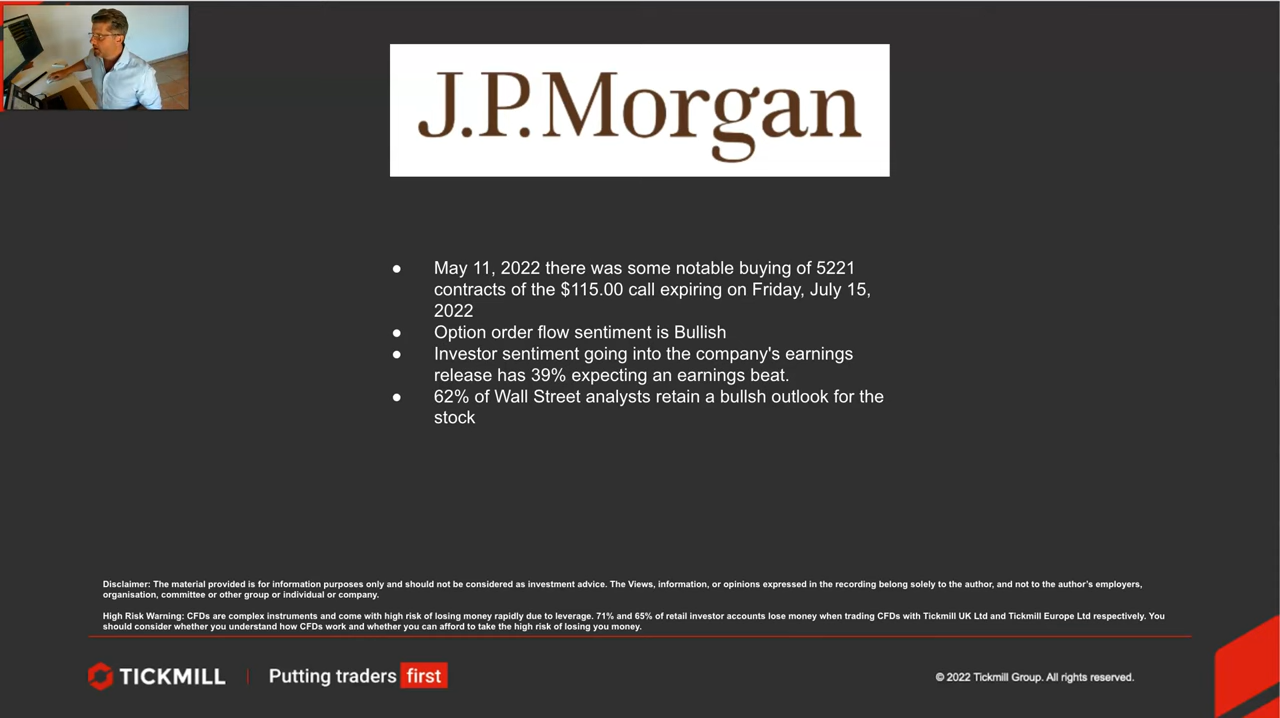 J.P.Morgan
● May 11, 2022 there was some notable buying of 5221
contracts of the $115.00 call expiring on Friday, July 15,
2022
● Option order flow sentiment is Bullish
● Investor sentiment going into the company's earnings
release has 39% expecting an earnings beat.
● 62% of Wall Street analysts retain a bullsh outlook for the
stock
Disclaimer: The material provided is for information purposes only and should not be considered as investment advice. The Views, information, or opinions expressed in the recording belong solely to the author, and not to the author's employers,
organisation, committee or other group or individual or company.
High Risk Warning: CFDs are complex instruments and come with high risk of losing money rapidly due to leverage. 71% and 65% of retail investor accounts lose money when trading CFDs with Tickmill UK Ltd and Tickmill Europe Ltd respectively. You
should consider whether you understand how CFDs work and whether you can afford to take the high risk of losing you money.
TICKMILL | Putting traders first © 2022 Tickmill Group. All rights reserved.